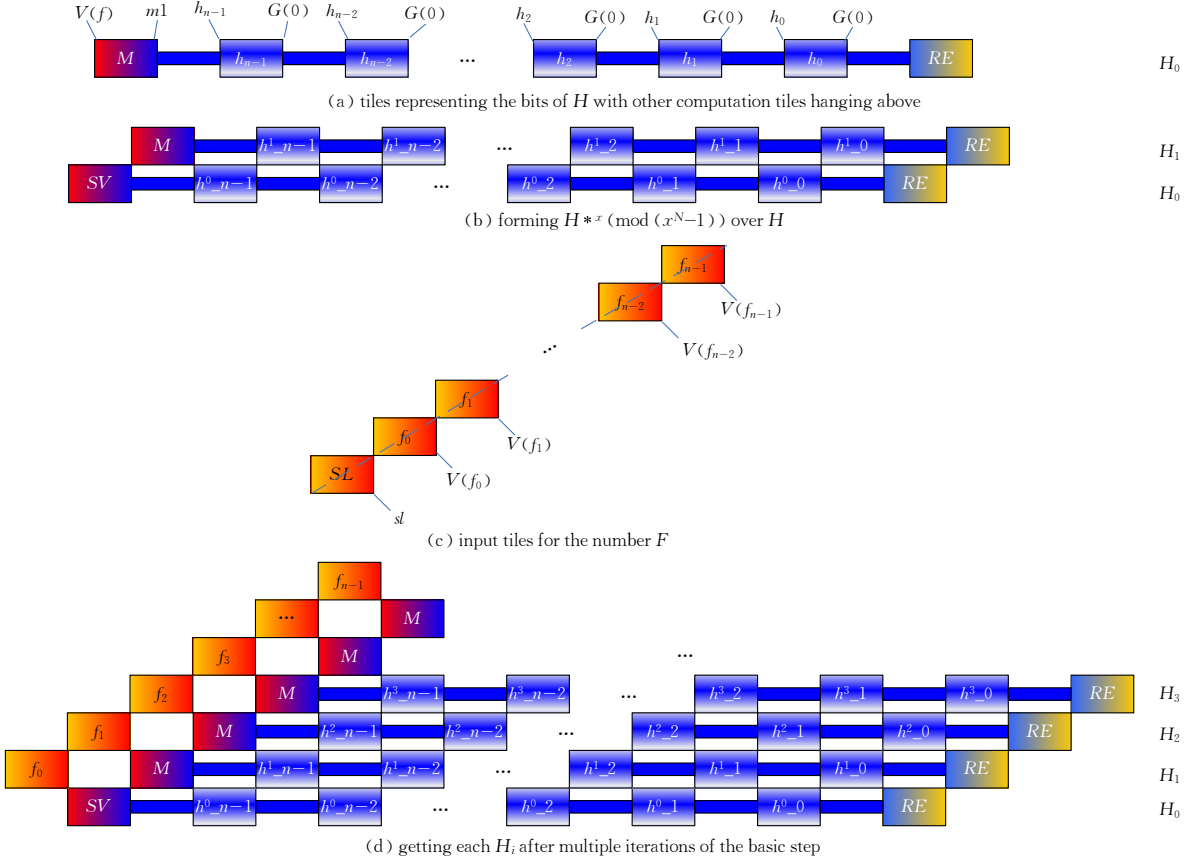 V(f) m1 h_{n-1} G(0) h_{n-2} G(0) h_2 G(0) h_1 G(0) h_0 G(0)
M h_{n-1} h_{n-2} ... h_2 h_1 h_0 RE H_0
(a) tiles representing the bits of H with other computation tiles hanging above
M h^1_n-1 h^1_n-2 ... h^1_2 h^1_1 h^1_0 RE H_1
SV h^0_n-1 h^0_n-2 ... h^0_2 h^0_1 h^0_0 RE H_0
(b) forming H * x (mod (x^N-1)) over H
f_{n-1}
f_{n-2} V(f_{n-1})
... V(f_{n-2})
f_1
f_0 V(f_1)
SL V(f_0)
sl
(c) input tiles for the number F
f_{n-1}
... M
f_3 M ...
f_2 M h^3_n-1 h^3_n-2 ... h^3_2 h^3_1 h^3_0 RE H_3
f_1 M h^2_n-1 h^2_n-2 ... h^2_2 h^2_1 h^2_0 RE H_2
f_0 M h^1_n-1 h^1_n-2 ... h^1_2 h^1_1 h^1_0 RE H_1
SV h^0_n-1 h^0_n-2 ... h^0_2 h^0_1 h^0_0 RE H_0
(d) getting each H_i after multiple iterations of the basic step